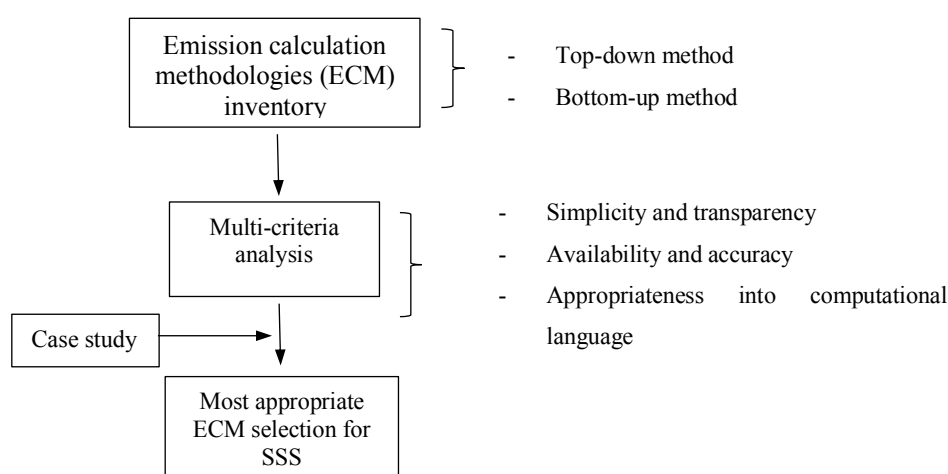 Emission calculation
methodologies (ECM)
inventory
- Top-down method
- Bottom-up method
Multi-criteria
analysis
- Simplicity and transparency
- Availability and accuracy
- Appropriateness into computational
language
Case study
Most appropriate
ECM selection for
SSS